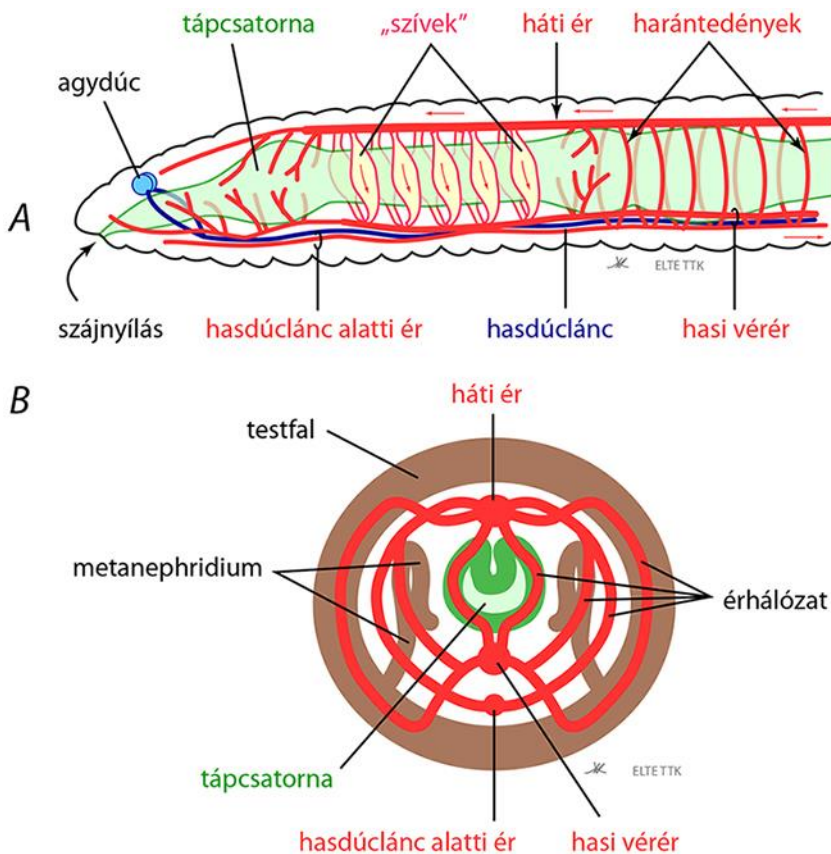 tápcsatorna „szívek” háti ér harántedények
agydúc
A
szájnyílás
ELTE TTK
hasdúclánc alatti ér hasdúclánc hasi vérér
B
háti ér
testfal
metanephridium
érhálózat
ELTE TTK
tápcsatorna
hasdúclánc alatti ér hasi vérér